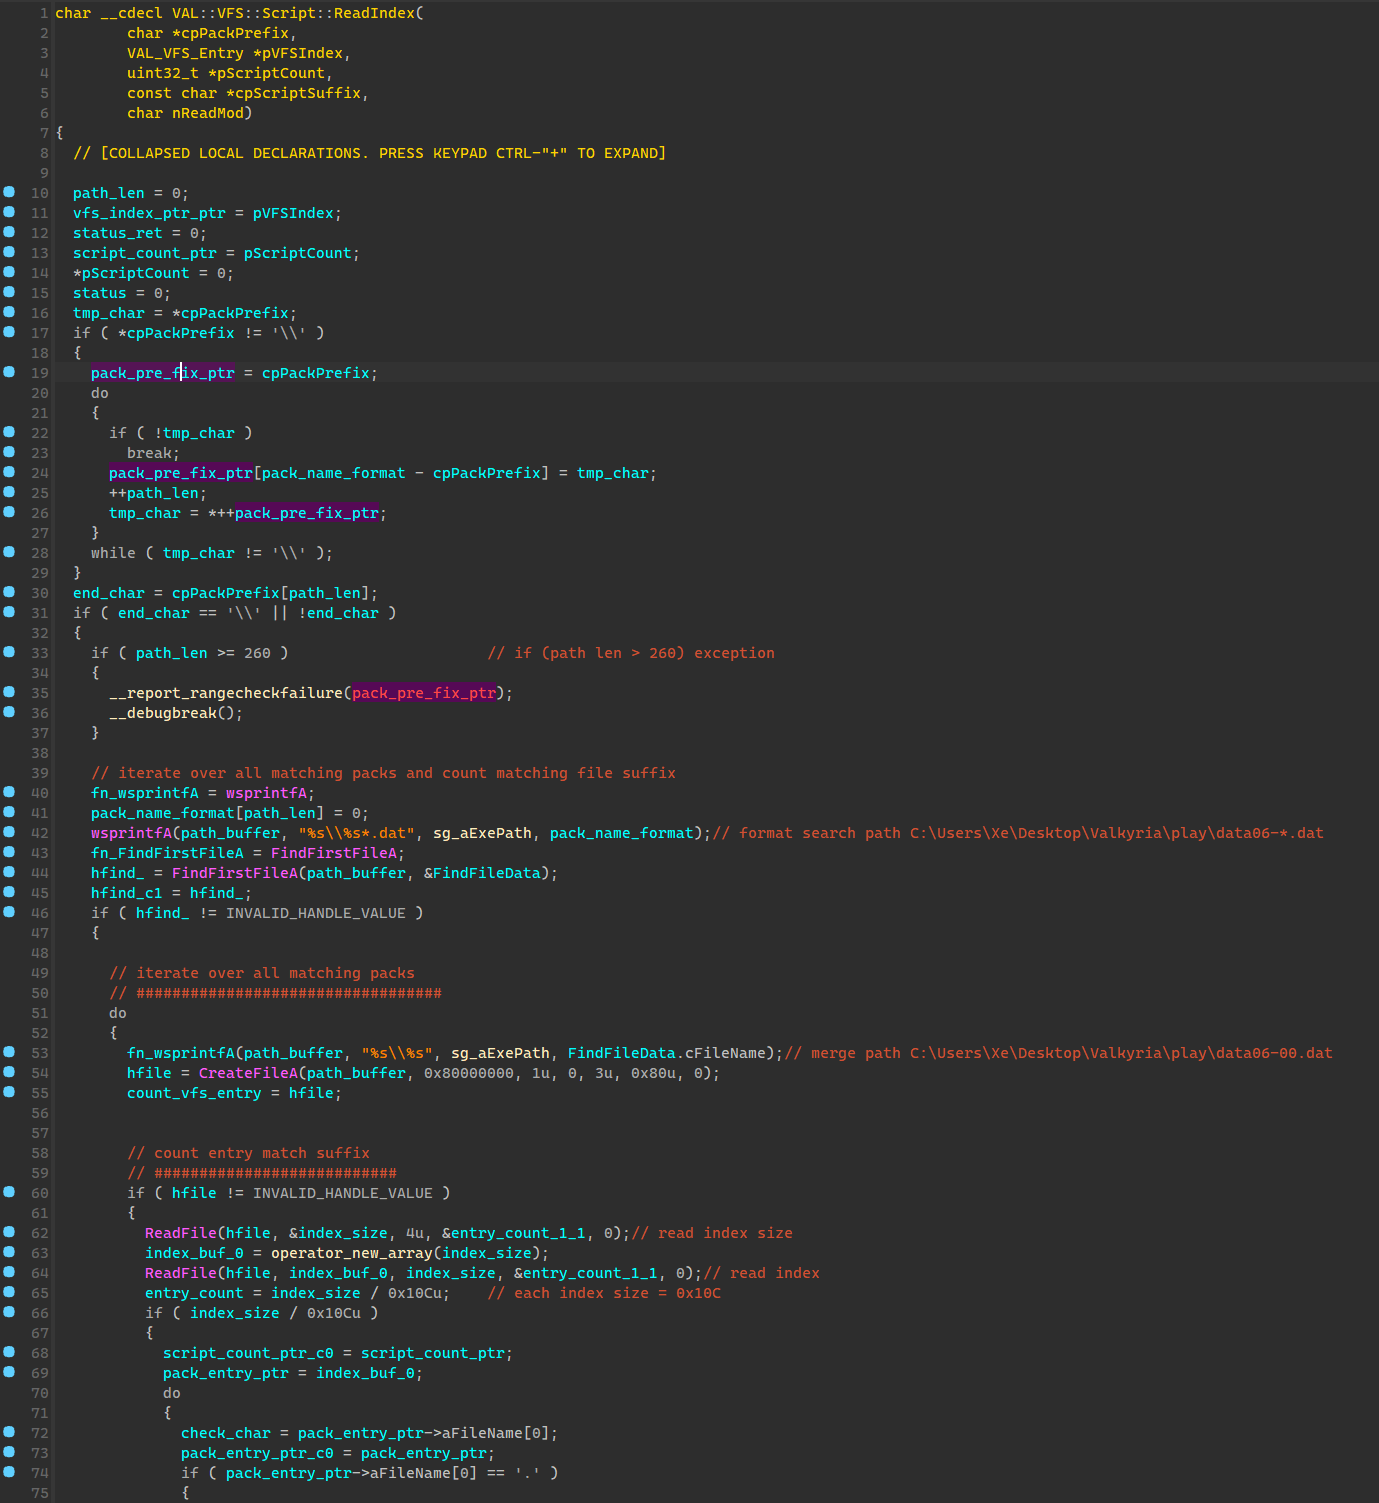 1 char __cdecl VAL::VFS::Script::ReadIndex(
2         char *cpPackPrefix,
3         VAL_VFS_Entry *pVFSIndex,
4         uint32_t *pScriptCount,
5         const char *cpScriptSuffix,
6         char nReadMod)
7 {
8   // [COLLAPSED LOCAL DECLARATIONS. PRESS KEYPAD CTRL-"+" TO EXPAND]
9
10   path_len = 0;
11   vfs_index_ptr_ptr = pVFSIndex;
12   status_ret = 0;
13   script_count_ptr = pScriptCount;
14   *pScriptCount = 0;
15   status = 0;
16   tmp_char = *cpPackPrefix;
17   if ( *cpPackPrefix != '\\' )
18   {
19     pack_pre_fix_ptr = cpPackPrefix;
20     do
21     {
22       if ( !tmp_char )
23         break;
24       pack_pre_fix_ptr[pack_name_format - cpPackPrefix] = tmp_char;
25       ++path_len;
26       tmp_char = *++pack_pre_fix_ptr;
27     }
28     while ( tmp_char != '\\' );
29   }
30   end_char = cpPackPrefix[path_len];
31   if ( end_char == '\\' || !end_char )
32   {
33     if ( path_len >= 260 )                      // if (path len > 260) exception
34     {
35       __report_rangecheckfailure(pack_pre_fix_ptr);
36       __debugbreak();
37     }
38
39     // iterate over all matching packs and count matching file suffix
40     fn_wsprintfA = wsprintfA;
41     pack_name_format[path_len] = 0;
42     wsprintfA(path_buffer, "%s\\%s*.dat", sg_aExePath, pack_name_format);// format search path C:\Users\Xe\Desktop\Valkyria\play\data06-*.dat
43     fn_FindFirstFileA = FindFirstFileA;
44     hfind_ = FindFirstFileA(path_buffer, &FindFileData);
45     hfind_c1 = hfind_;
46     if ( hfind_ != INVALID_HANDLE_VALUE )
47     {
48
49       // iterate over all matching packs
50       // ##################################
51       do
52       {
53         fn_wsprintfA(path_buffer, "%s\\%s", sg_aExePath, FindFileData.cFileName);// merge path C:\Users\Xe\Desktop\Valkyria\play\data06-00.dat
54         hfile = CreateFileA(path_buffer, 0x80000000, 1u, 0, 3u, 0x80u, 0);
55         count_vfs_entry = hfile;
56
57
58         // count entry match suffix
59         // ###########################
60         if ( hfile != INVALID_HANDLE_VALUE )
61         {
62           ReadFile(hfile, &index_size, 4u, &entry_count_1_1, 0);// read index size
63           index_buf_0 = operator_new_array(index_size);
64           ReadFile(hfile, index_buf_0, index_size, &entry_count_1_1, 0);// read index
65           entry_count = index_size / 0x10Cu;    // each index size = 0x10C
66           if ( index_size / 0x10Cu )
67           {
68             script_count_ptr_c0 = script_count_ptr;
69             pack_entry_ptr = index_buf_0;
70             do
71             {
72               check_char = pack_entry_ptr->aFileName[0];
73               pack_entry_ptr_c0 = pack_entry_ptr;
74               if ( pack_entry_ptr->aFileName[0] == '.' )
75               {